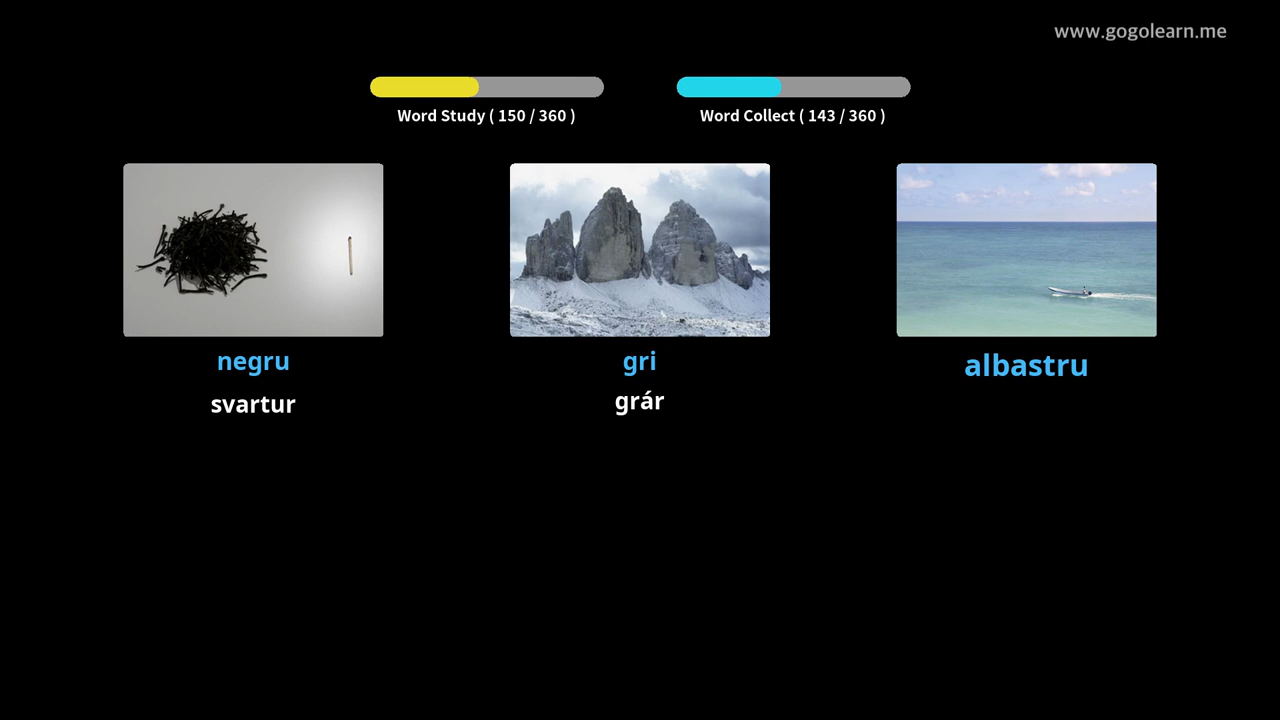 www.gogolearn.me
Word Study ( 150 / 360 )
Word Collect ( 143 / 360 )
negru
gri
albastru
svartur
grár